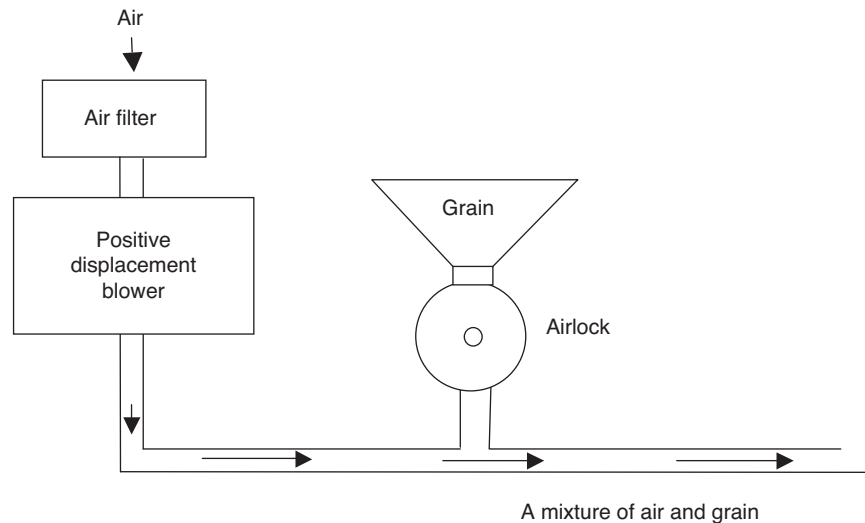 Air
Air filter
Positive
displacement
blower
Grain
Airlock
A mixture of air and grain